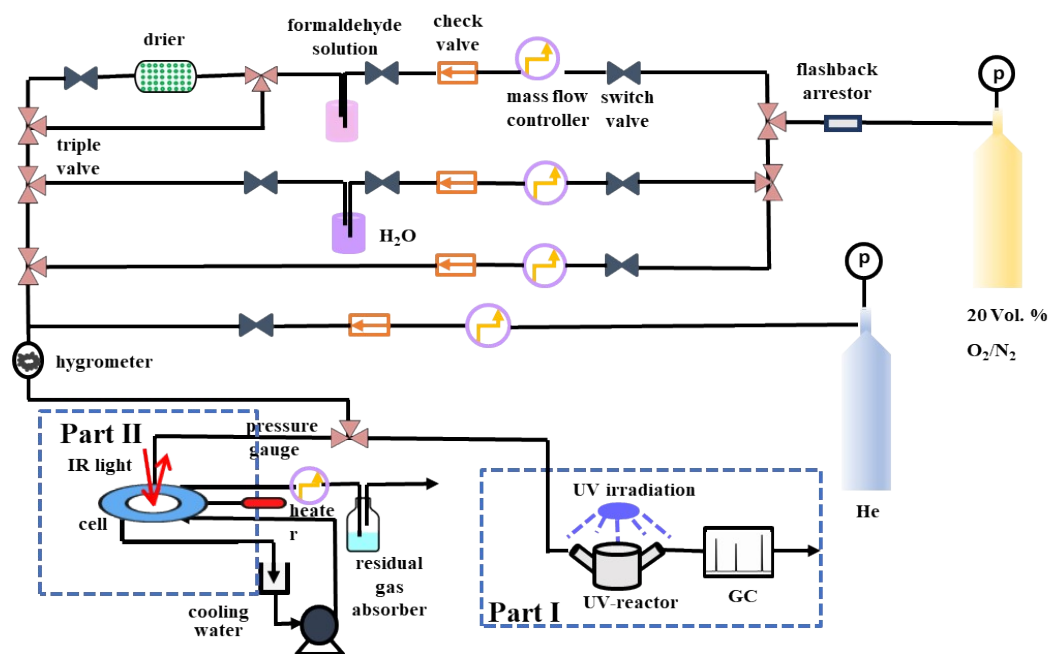 drier
formaldehyde
solution
check
valve
mass flow
controller
switch
valve
flashback
arrestor
p
triple
valve
H₂O
p
20 Vol. %
O₂/N₂
hygrometer
He
Part II
pressure
gauge
IR light
cell
heate
r
residual
gas
absorber
cooling
water
UV irradiation
UV-reactor
GC
Part I